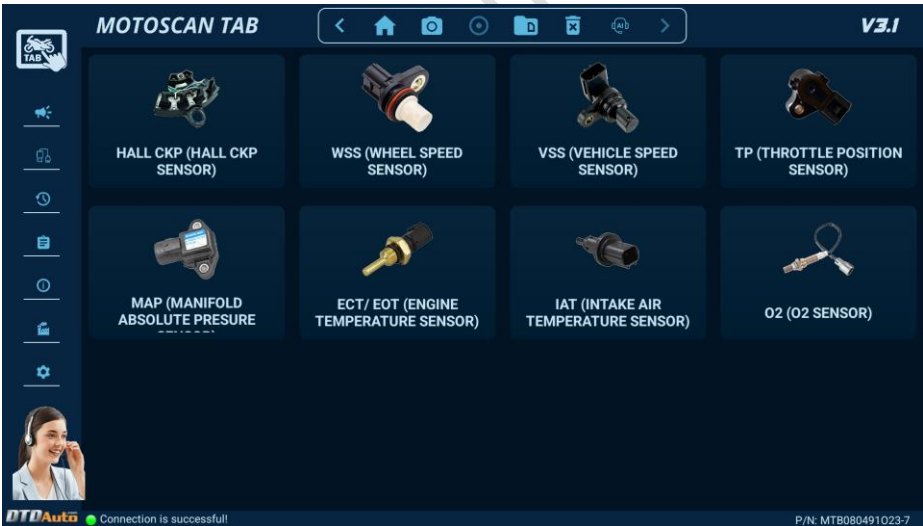 MOTOSCAN TAB
V3.1
TAB
AI
HALL CKP (HALL CKP
SENSOR)
WSS (WHEEL SPEED
SENSOR)
VSS (VEHICLE SPEED
SENSOR)
TP (THROTTLE POSITION
SENSOR)
MAP (MANIFOLD
ABSOLUTE PRESURE
ECT/ EOT (ENGINE
TEMPERATURE SENSOR)
IAT (INTAKE AIR
TEMPERATURE SENSOR)
O2 (O2 SENSOR)
DTDAuto
Connection is successful!
P/N: MTB080491O23-7